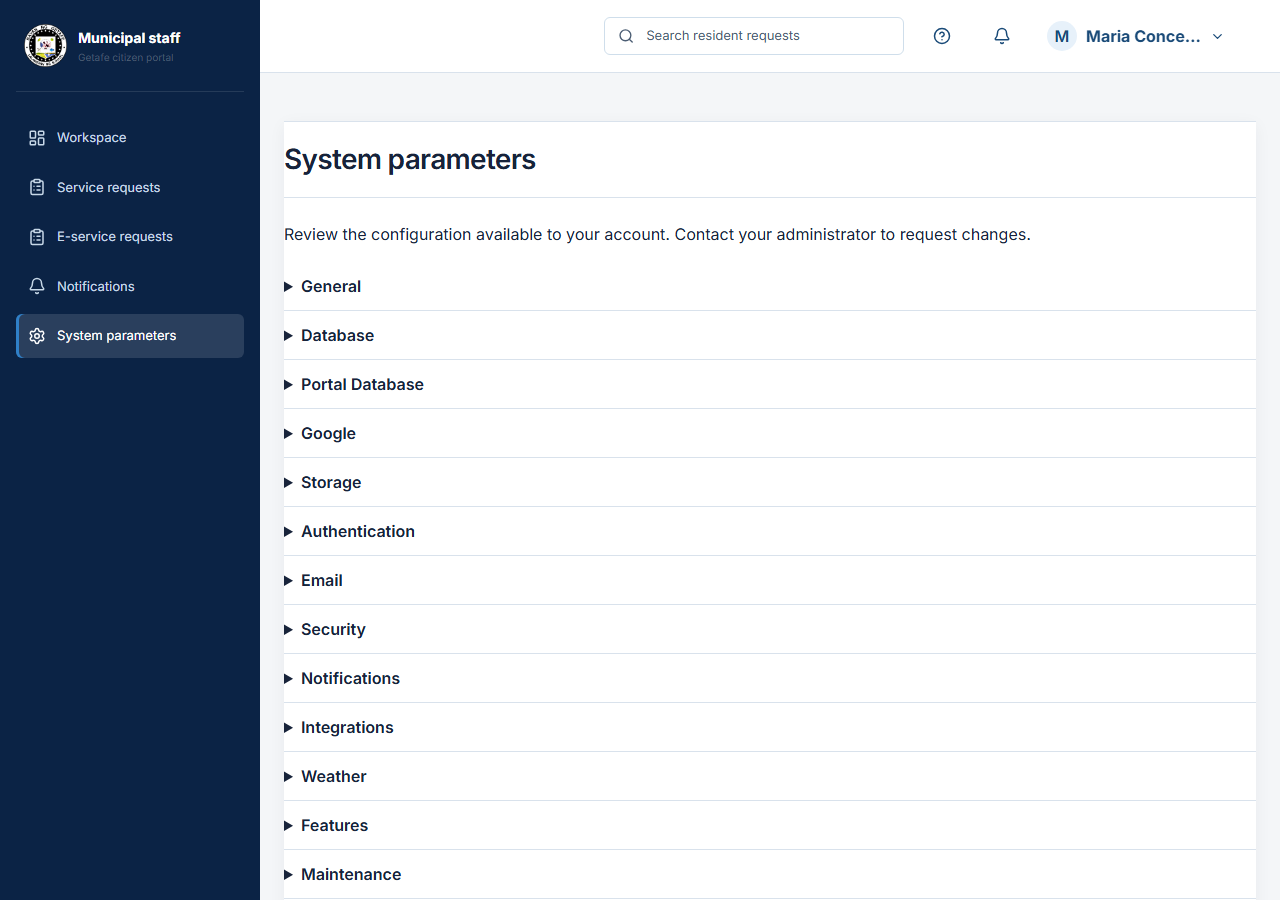 Municipal staff
Getafe citizen portal
Search resident requests
M
Maria Conce...
Workspace
Service requests
E-service requests
Notifications
System parameters
System parameters
Review the configuration available to your account. Contact your administrator to request changes.
General
Database
Portal Database
Google
Storage
Authentication
Email
Security
Notifications
Integrations
Weather
Features
Maintenance